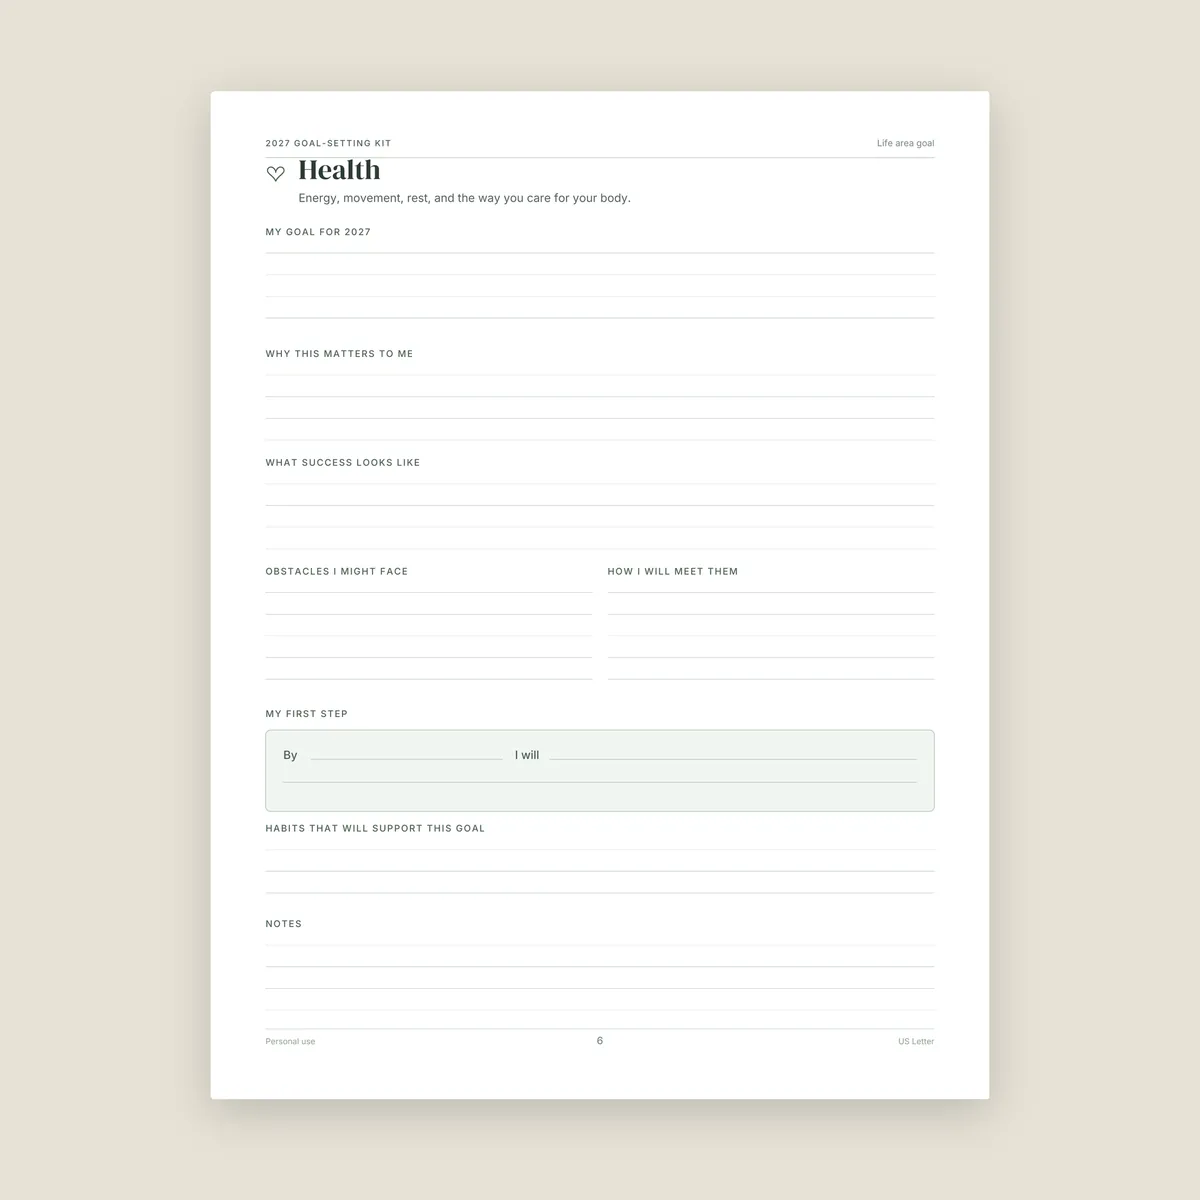 2027 GOAL-SETTING KIT
Life area goal
Health
Energy, movement, rest, and the way you care for your body.
MY GOAL FOR 2027
WHY THIS MATTERS TO ME
WHAT SUCCESS LOOKS LIKE
OBSTACLES I MIGHT FACE
HOW I WILL MEET THEM
MY FIRST STEP
By I will
HABITS THAT WILL SUPPORT THIS GOAL
NOTES
Personal use
6
US Letter